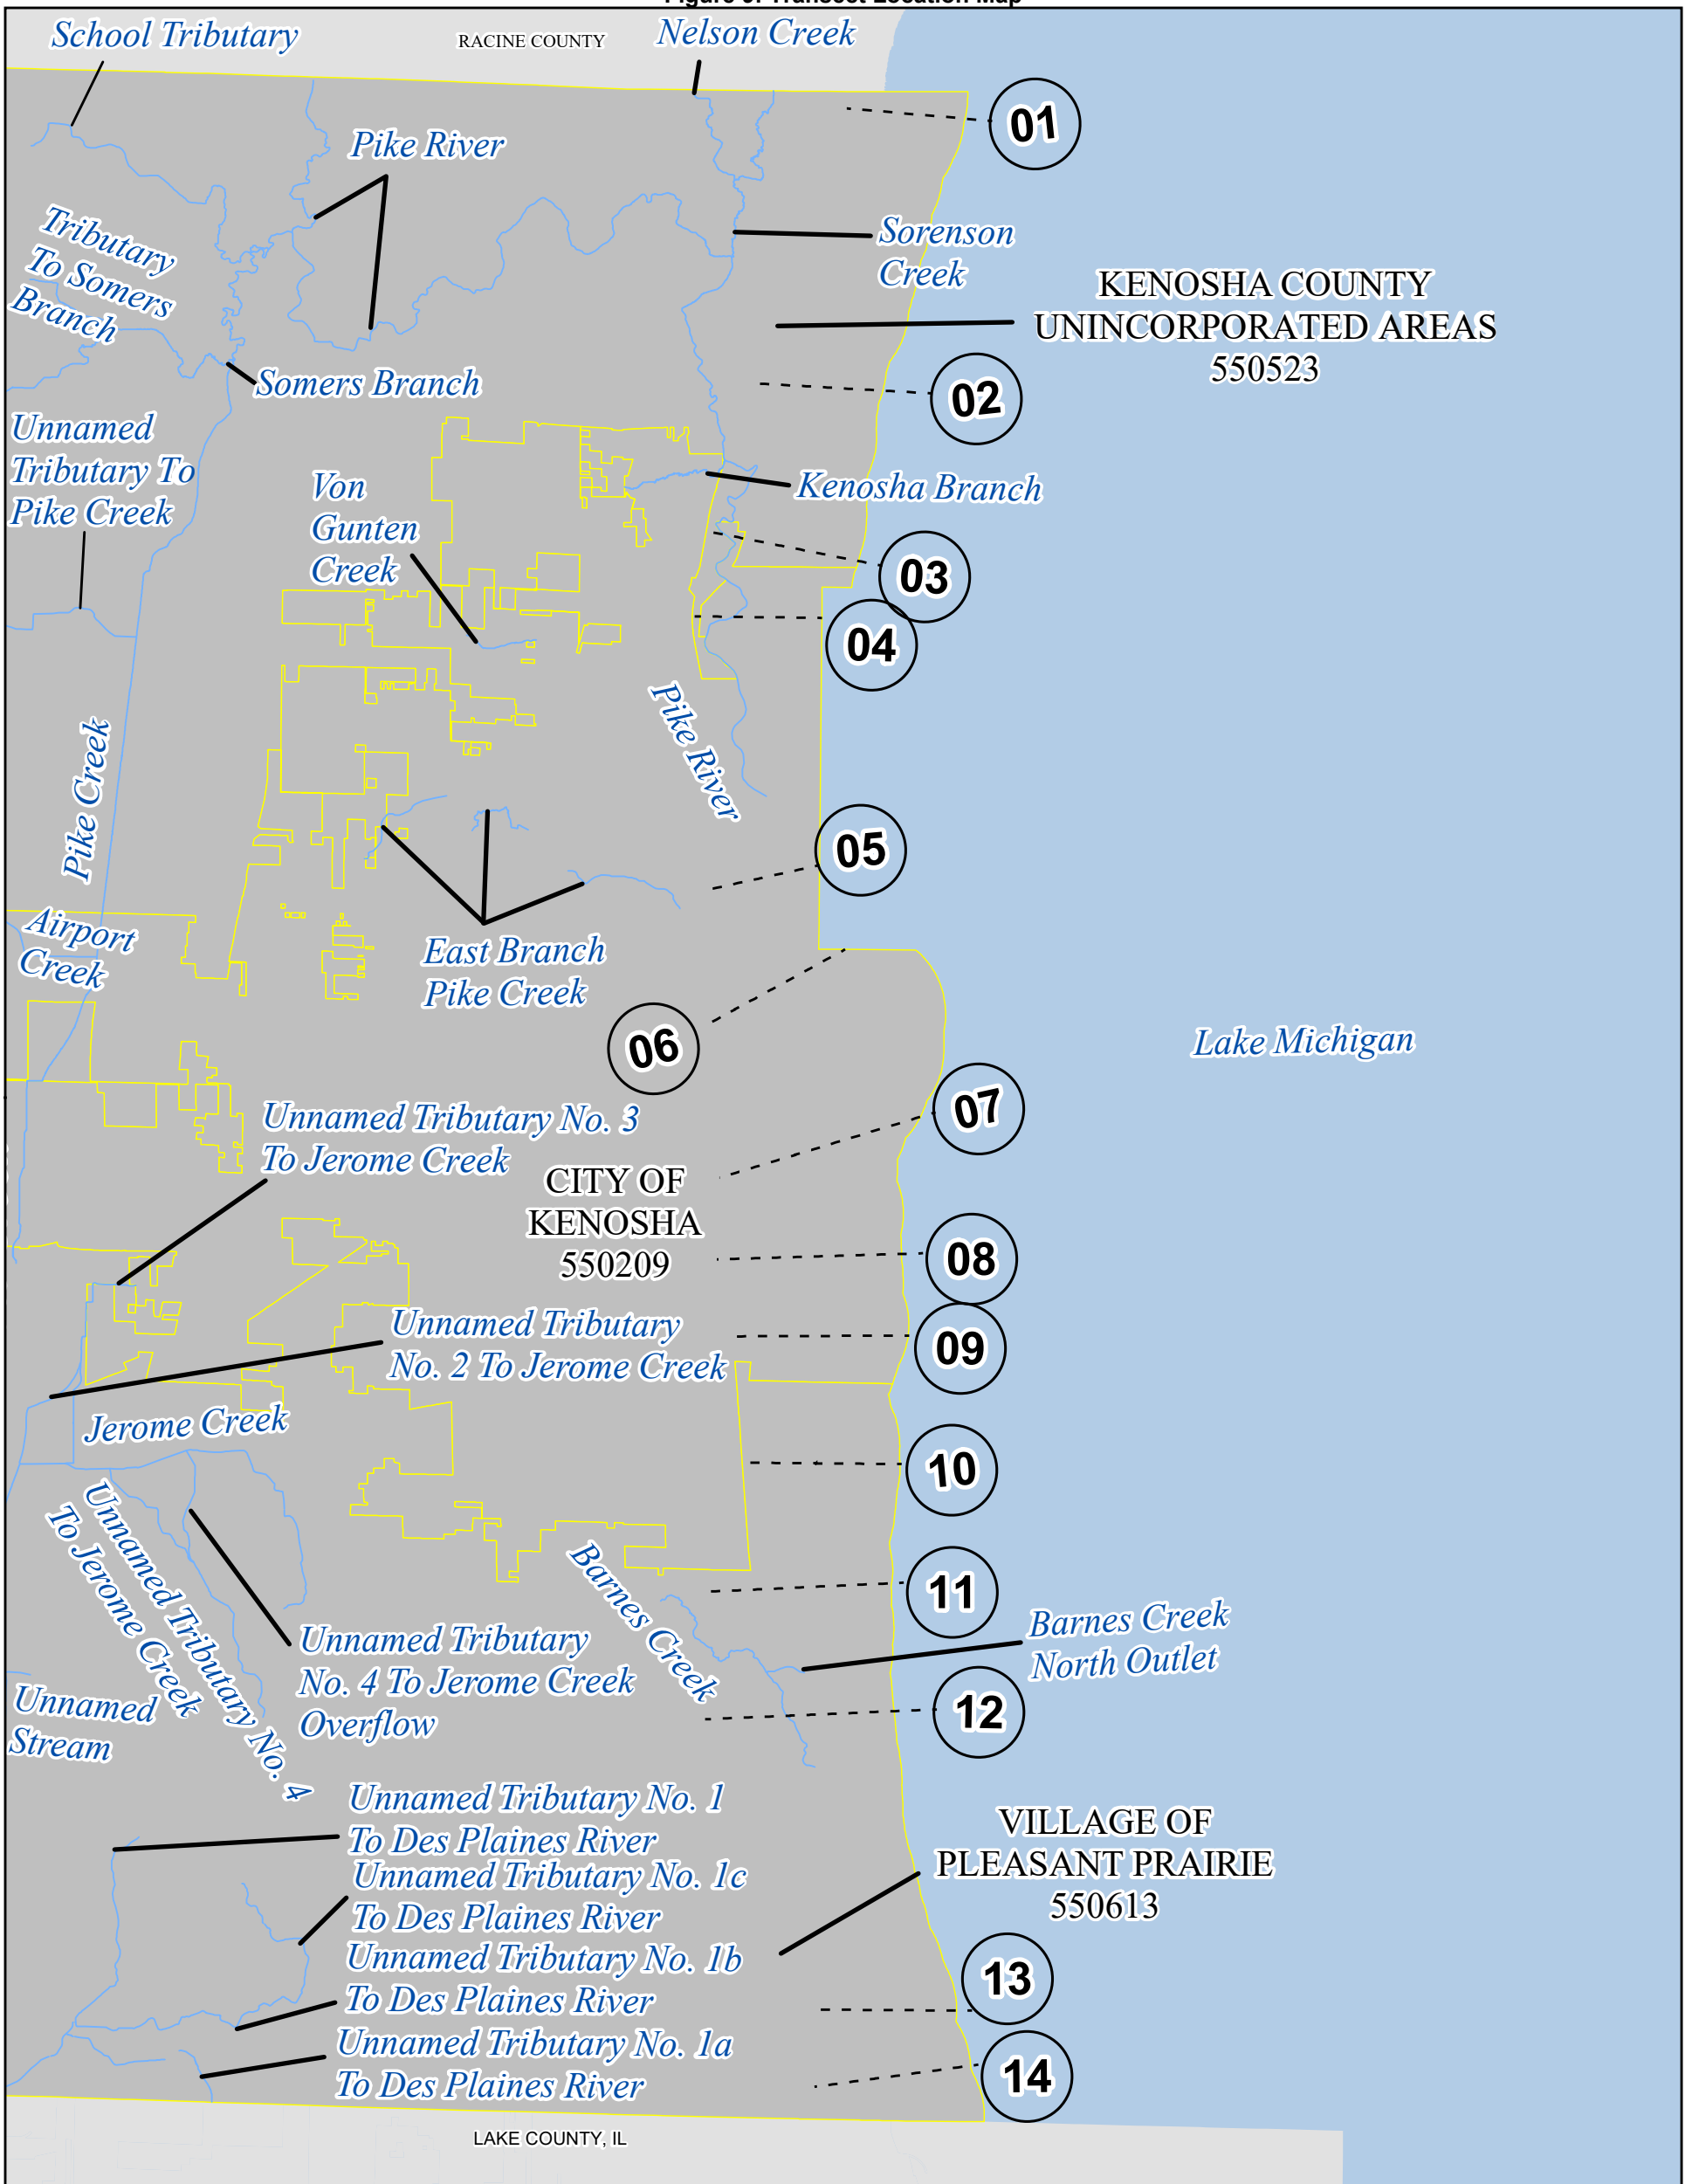 Figure 9: Transect Location Map
School Tributary
RACINE COUNTY
Nelson Creek
01
Pike River
Tributary
To Somers
Branch
Sorenson
Creek
KENOSHA COUNTY
UNINCORPORATED AREAS
550523
Somers Branch
02
Unnamed
Tributary To
Pike Creek
Von
Gunten
Creek
Kenosha Branch
03
04
Pike River
Pike Creek
05
Airport
Creek
East Branch
Pike Creek
06
Lake Michigan
07
Unnamed Tributary No. 3
To Jerome Creek
CITY OF
KENOSHA
550209
08
Unnamed Tributary
No. 2 To Jerome Creek
09
Jerome Creek
10
Unnamed Tributary No. 4
To Jerome Creek
Barnes Creek
11
Unnamed Tributary
No. 4 To Jerome Creek
Overflow
Barnes Creek
North Outlet
Unnamed
Stream
12
Unnamed Tributary No. 1
To Des Plaines River
VILLAGE OF
PLEASANT PRAIRIE
550613
Unnamed Tributary No. 1c
To Des Plaines River
Unnamed Tributary No. 1b
To Des Plaines River
13
Unnamed Tributary No. 1a
To Des Plaines River
14
LAKE COUNTY, IL